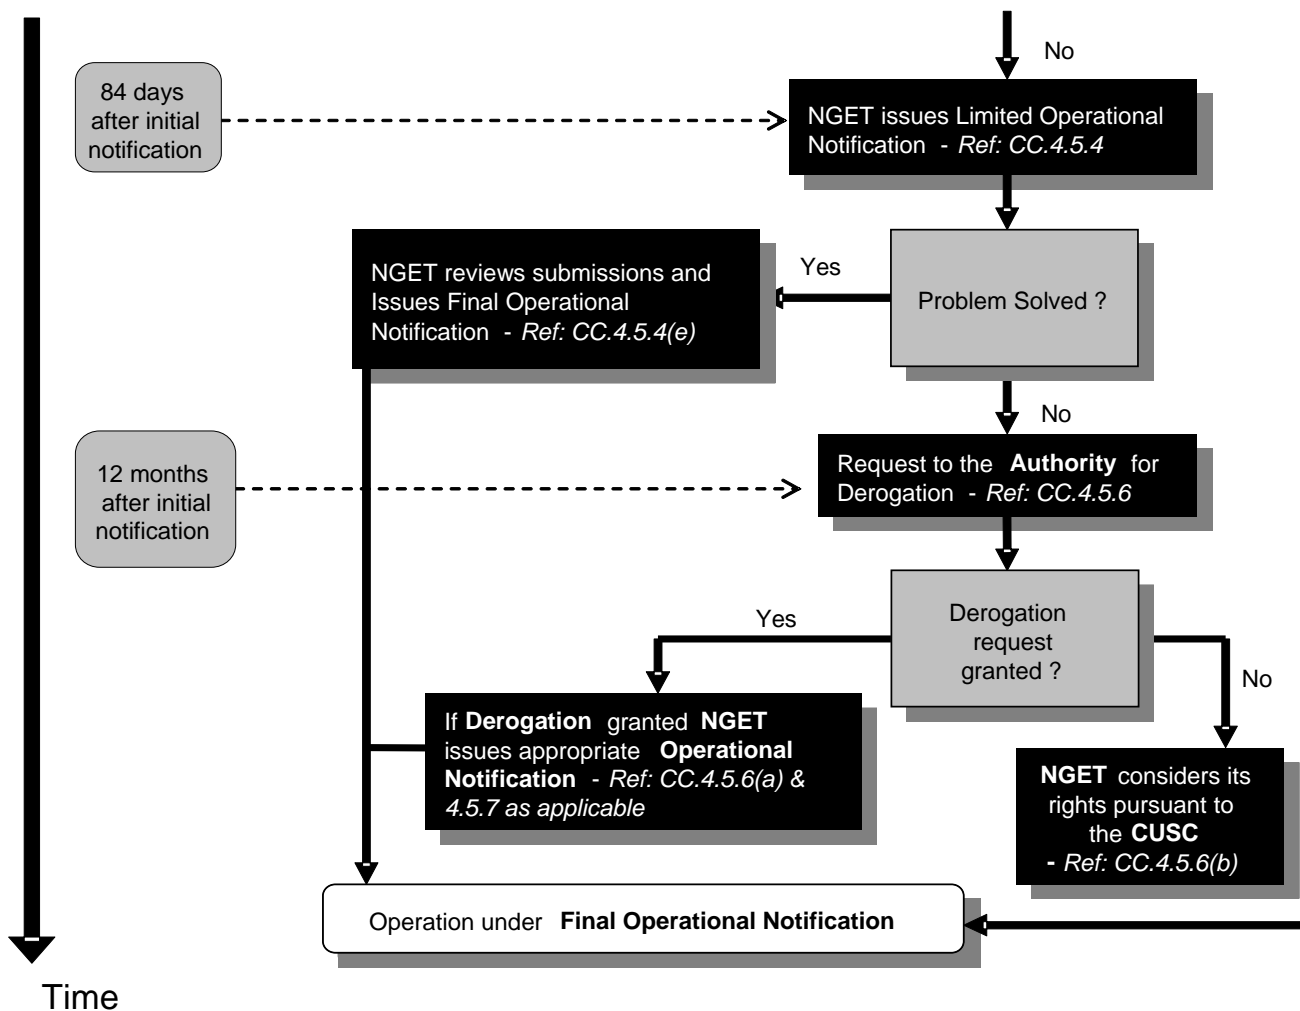 No
84 days
after initial
notification
NGET issues Limited Operational
Notification - Ref: CC.4.5.4
NGET reviews submissions and
Issues Final Operational
Notification - Ref: CC.4.5.4(e)
Yes
Problem Solved ?
No
12 months
after initial
notification
Request to the Authority for
Derogation - Ref: CC.4.5.6
Derogation
request
granted ?
Yes
No
If Derogation granted NGET
issues appropriate Operational
Notification - Ref: CC.4.5.6(a) &
4.5.7 as applicable
NGET considers its
rights pursuant to
the CUSC
- Ref: CC.4.5.6(b)
Operation under Final Operational Notification
Time